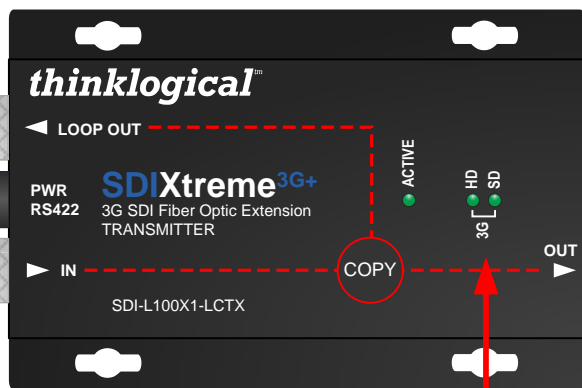 thinklogical™
LOOP OUT
PWR
RS422
SDIXtreme3G+
3G SDI Fiber Optic Extension
TRANSMITTER
ACTIVE
HD
SD
3G
IN
COPY
OUT
SDI-L100X1-LCTX